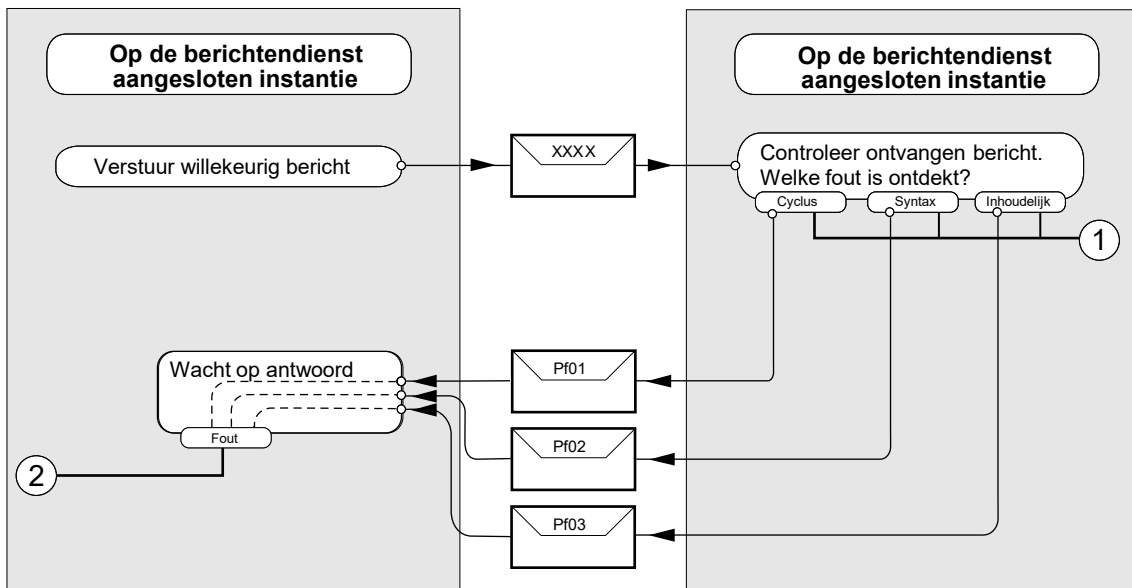 Op de berichtendienst
aangesloten instantie
Op de berichtendienst
aangesloten instantie
Verstuur willekeurig bericht
XXXX
Controleer ontvangen bericht.
Welke fout is ontdekt?
Cyclus
Syntax
Inhoudelijk
1
Wacht op antwoord
Fout
2
Pf01
Pf02
Pf03